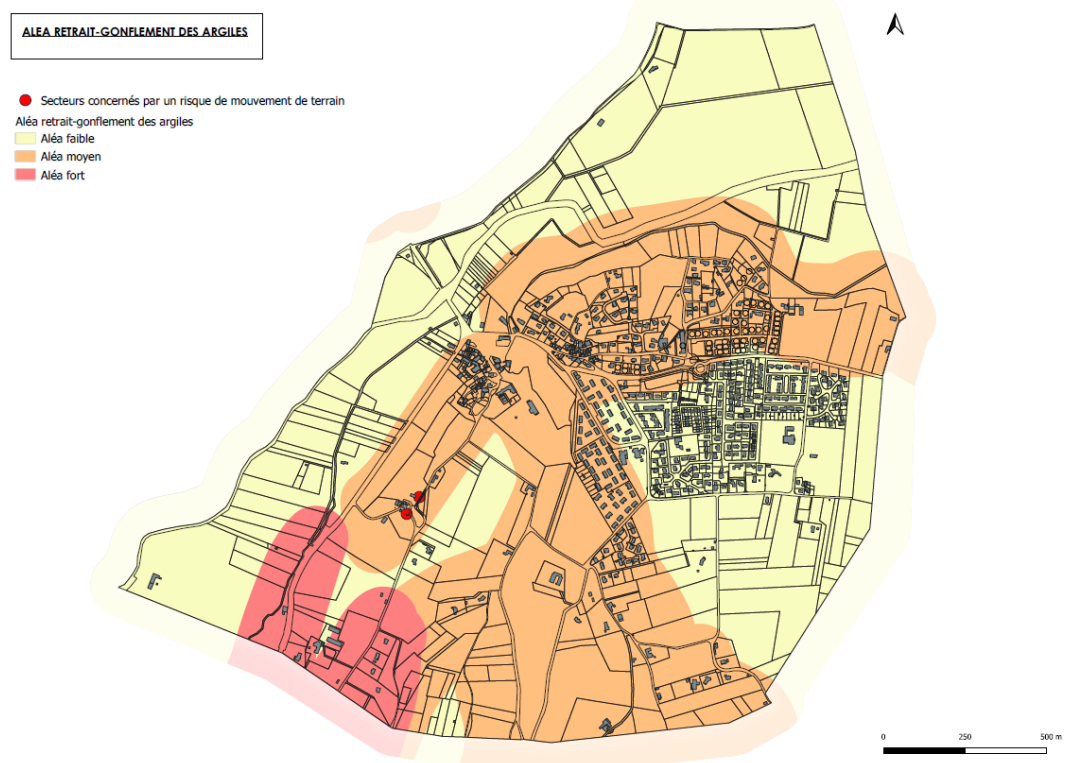 ALEA RETRAIT-GONFLEMENT DES ARGILES
Secteurs concernés par un risque de mouvement de terrain
Aléa retrait-gonflement des argiles
Aléa faible
Aléa moyen
Aléa fort
0 250 500 m